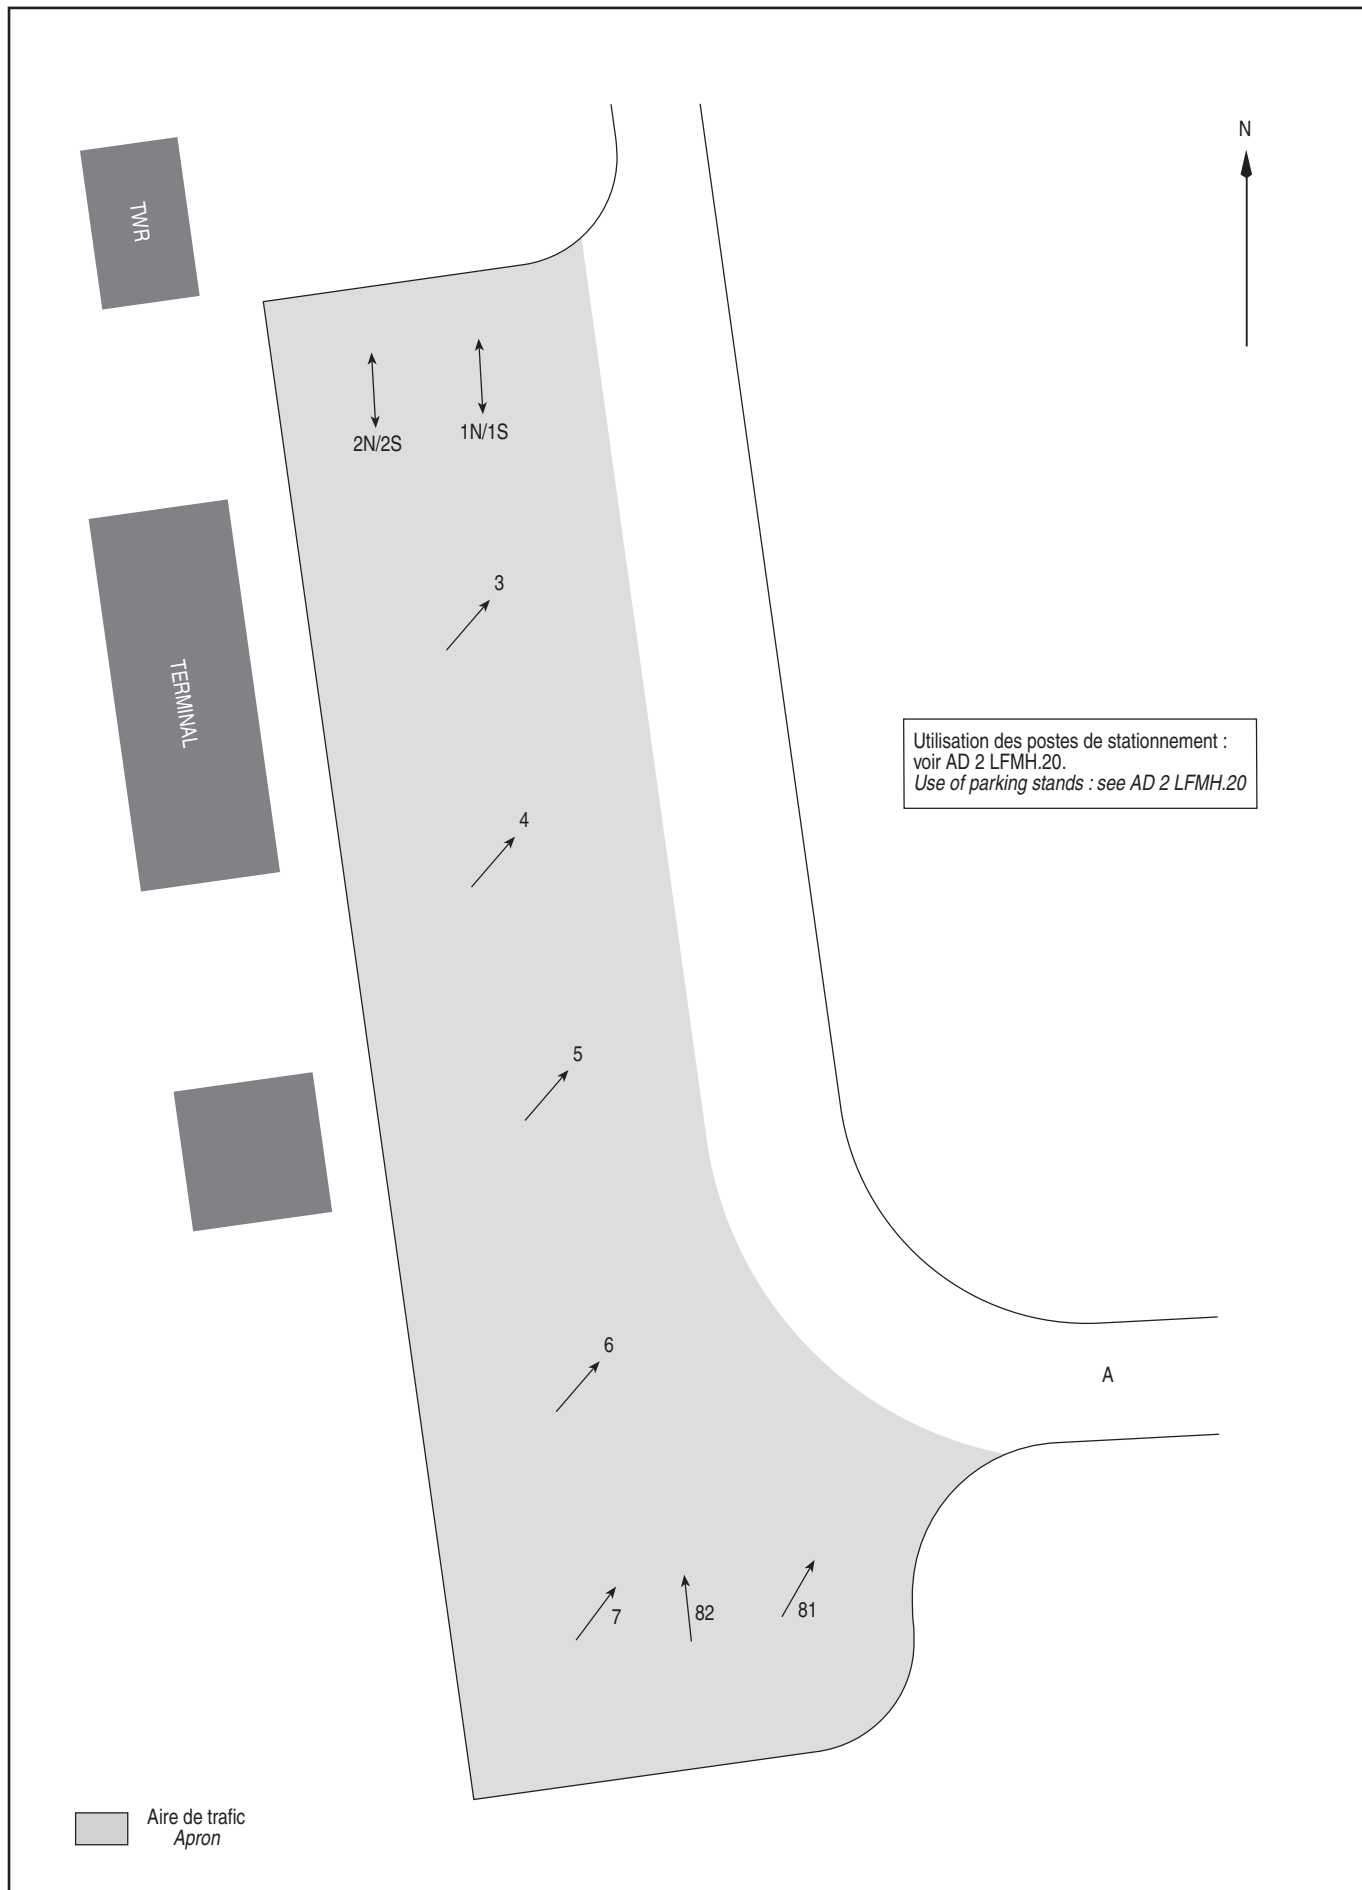 N
TWR
2N/2S
1N/1S
3
TERMINAL
Utilisation des postes de stationnement :
voir AD 2 LFMH.20.
Use of parking stands : see AD 2 LFMH.20
4
5
6
A
7
82
81
Aire de trafic
Apron